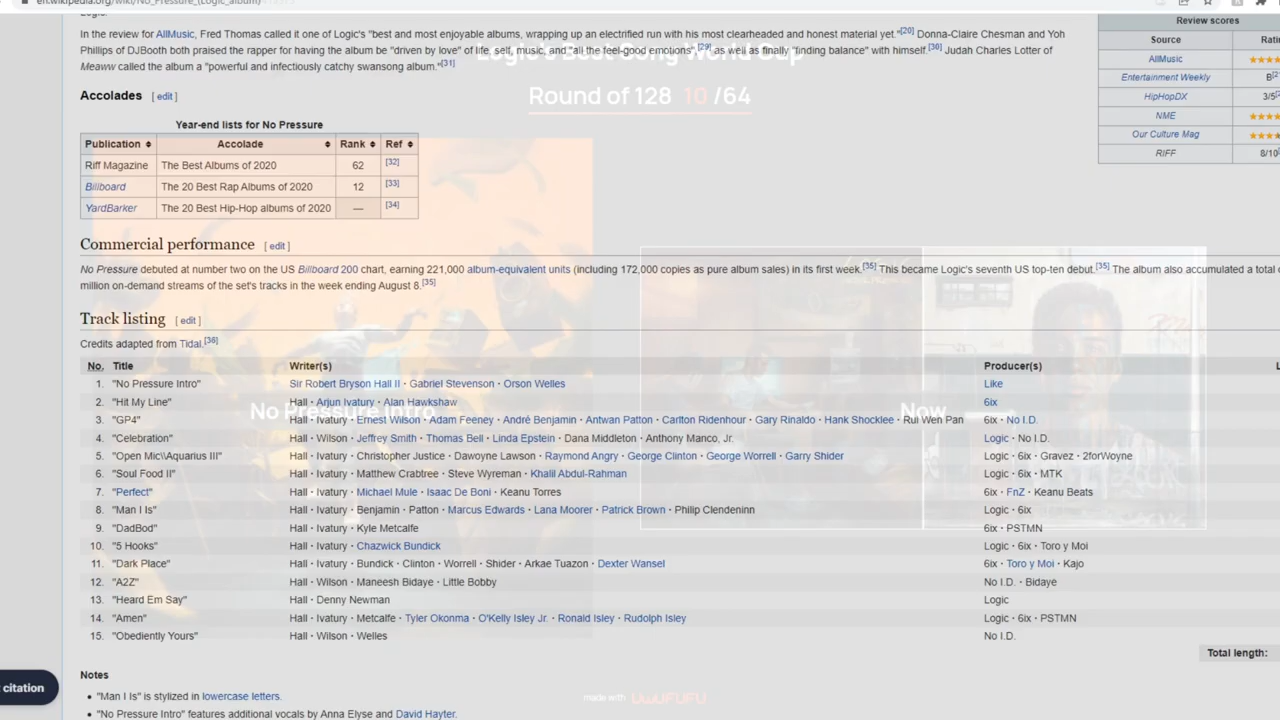 en.wikipedia.org/wiki/No_Pressure_(Logic_album)
Logic.
In the review for AllMusic, Fred Thomas called it one of Logic's "best and most enjoyable albums, wrapping up an electrified run with his most clearheaded and honest material yet."[20] Donna-Claire Chesman and Yoh
Phillips of DJBooth both praised the rapper for having the album be "driven by love" of life, self, music, and "all the feel-good emotions",[29] as well as finally "finding balance" with himself.[30] Judah Charles Lotter of
Meaww called the album a "powerful and infectiously catchy swansong album."[31]
Logic's Best Song World Cup
Round of 128 10 /64
Review scores
Source Rati
AllMusic
Entertainment Weekly B[2
HipHopDX 3/5[2
NME
Our Culture Mag
RIFF 8/10
Accolades [ edit ]
Year-end lists for No Pressure
Publication Accolade Rank Ref
Riff Magazine The Best Albums of 2020 62 [32]
Billboard The 20 Best Rap Albums of 2020 12 [33]
YardBarker The 20 Best Hip-Hop albums of 2020 — [34]
Commercial performance [ edit ]
No Pressure debuted at number two on the US Billboard 200 chart, earning 221,000 album-equivalent units (including 172,000 copies as pure album sales) in its first week.[35] This became Logic's seventh US top-ten debut.[35] The album also accumulated a total
million on-demand streams of the set's tracks in the week ending August 8.[35]
Track listing [ edit ]
Credits adapted from Tidal.[36]
No. Title Writer(s) Producer(s) L
1. "No Pressure Intro" Sir Robert Bryson Hall II · Gabriel Stevenson · Orson Welles Like
2. "Hit My Line" Hall · Arjun Ivatury · Alan Hawkshaw 6ix
3. "GP4" Hall · Ivatury · Ernest Wilson · Adam Feeney · André Benjamin · Antwan Patton · Carlton Ridenhour · Gary Rinaldo · Hank Shocklee · Rui Wen Pan 6ix · No I.D.
4. "Celebration" Hall · Wilson · Jeffrey Smith · Thomas Bell · Linda Epstein · Dana Middleton · Anthony Manco, Jr. Logic · No I.D.
5. "Open Mic\\Aquarius III" Hall · Ivatury · Christopher Justice · Dawoyne Lawson · Raymond Angry · George Clinton · George Worrell · Garry Shider Logic · 6ix · Gravez · 2forWoyne
6. "Soul Food II" Hall · Ivatury · Matthew Crabtree · Steve Wyreman · Khalil Abdul-Rahman Logic · 6ix · MTK
7. "Perfect" Hall · Ivatury · Michael Mule · Isaac De Boni · Keanu Torres 6ix · FnZ · Keanu Beats
8. "Man I Is" Hall · Ivatury · Benjamin · Patton · Marcus Edwards · Lana Moorer · Patrick Brown · Philip Clendeninn Logic · 6ix
9. "DadBod" Hall · Ivatury · Kyle Metcalfe 6ix · PSTMN
10. "5 Hooks" Hall · Ivatury · Chazwick Bundick Logic · 6ix · Toro y Moi
11. "Dark Place" Hall · Ivatury · Bundick · Clinton · Worrell · Shider · Arkae Tuazon · Dexter Wansel 6ix · Toro y Moi · Kajo
12. "A2Z" Hall · Wilson · Maneesh Bidaye · Little Bobby No I.D. · Bidaye
13. "Heard Em Say" Hall · Denny Newman Logic
14. "Amen" Hall · Ivatury · Metcalfe · Tyler Okonma · O'Kelly Isley Jr. · Ronald Isley · Rudolph Isley Logic · 6ix · PSTMN
15. "Obediently Yours" Hall · Wilson · Welles No I.D.
No Pressure Intro
Now
Total length:
citation
Notes
"Man I Is" is stylized in lowercase letters.
"No Pressure Intro" features additional vocals by Anna Elyse and David Hayter.
made with UWUFUFU